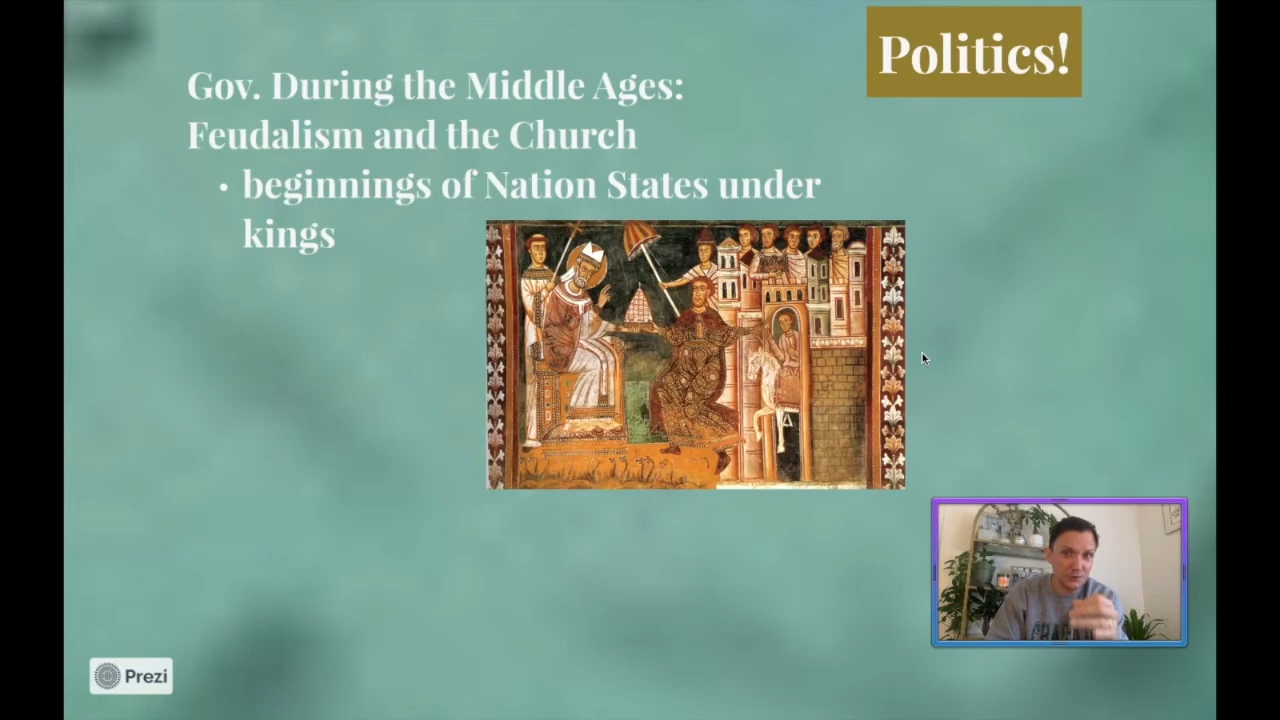 Politics!
Gov. During the Middle Ages:
Feudalism and the Church
• beginnings of Nation States under
kings
Prezi